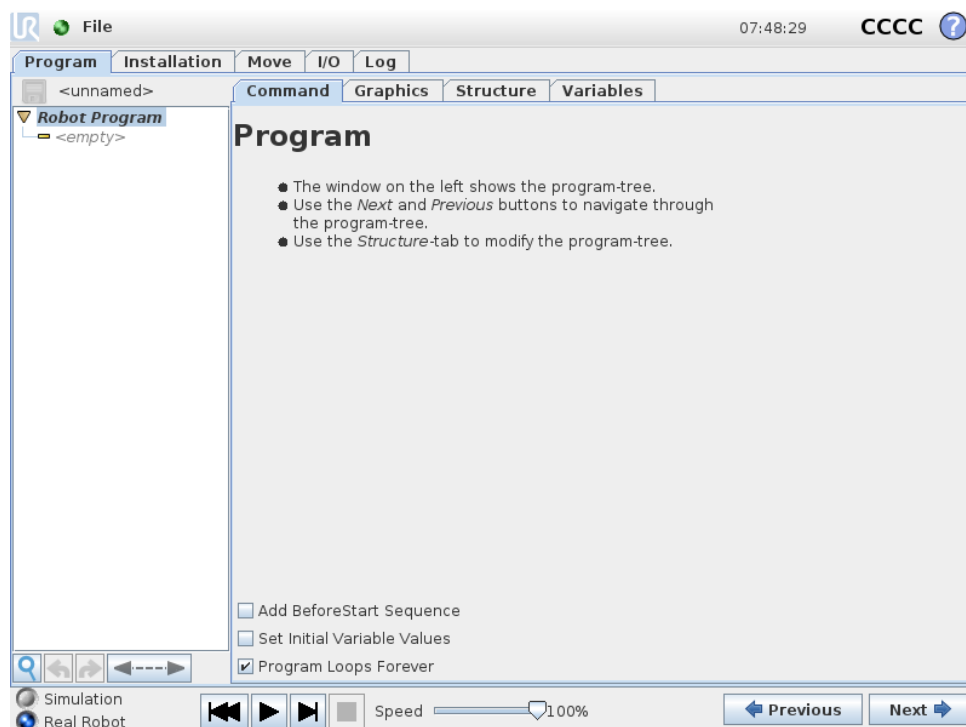 UR File 07:48:29 CCCC ?
Program Installation Move I/O Log
<unnamed> Command Graphics Structure Variables
Robot Program
<empty>
Program
The window on the left shows the program-tree.
Use the Next and Previous buttons to navigate through
the program-tree.
Use the Structure-tab to modify the program-tree.
Add BeforeStart Sequence
Set Initial Variable Values
Program Loops Forever
Simulation
Real Robot
Speed 100% Previous Next